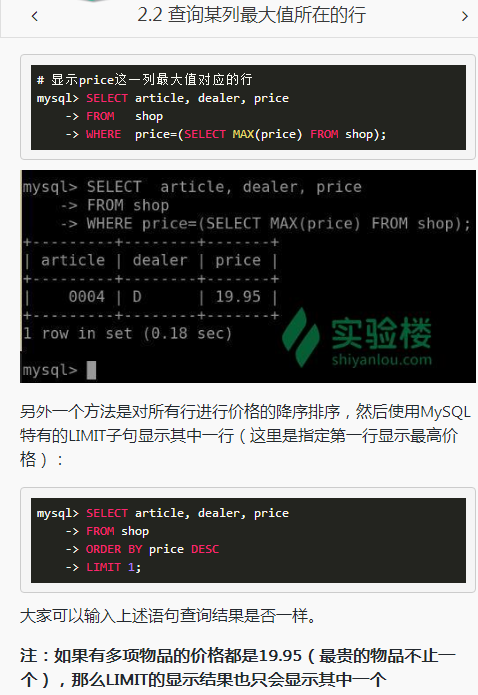 2.2 查询某列最大值所在的行
# 显示price这一列最大值对应的行
mysql> SELECT article, dealer, price
    -> FROM   shop
    -> WHERE  price=(SELECT MAX(price) FROM shop);
mysql> SELECT  article, dealer, price
    -> FROM shop
    -> WHERE price=(SELECT MAX(price) FROM shop);
+---------+--------+-------+
| article | dealer | price |
+---------+--------+-------+
|    0004 | D      | 19.95 |
+---------+--------+-------+
1 row in set (0.18 sec)
实验楼
shiyanlou.com
mysql>
另外一个方法是对所有行进行价格的降序排序，然后使用MySQL
特有的LIMIT子句显示其中一行（这里是指定第一行显示最高价
格）：
mysql> SELECT article, dealer, price
    -> FROM shop
    -> ORDER BY price DESC
    -> LIMIT 1;
大家可以输入上述语句查询结果是否一样。
注：如果有多项物品的价格都是19.95（最贵的物品不止一
个），那么LIMIT的显示结果也只会显示其中一个